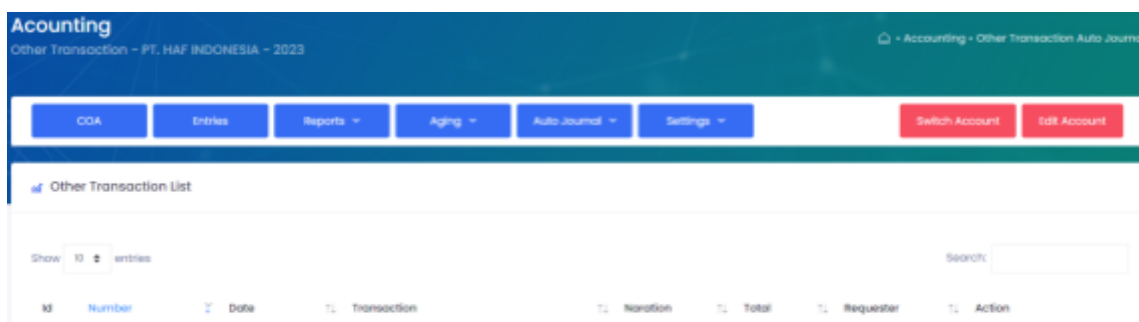 Acounting
Other Transaction - PT. HAF INDONESIA - 2023
- Accounting - Other Transaction Auto Journ
COA Entries Reports Aging Auto Journal Settings Switch Account Edit Account
Other Transaction List
Show 10 entries Search:
Id Number Date Transaction Naration Total Requester Action